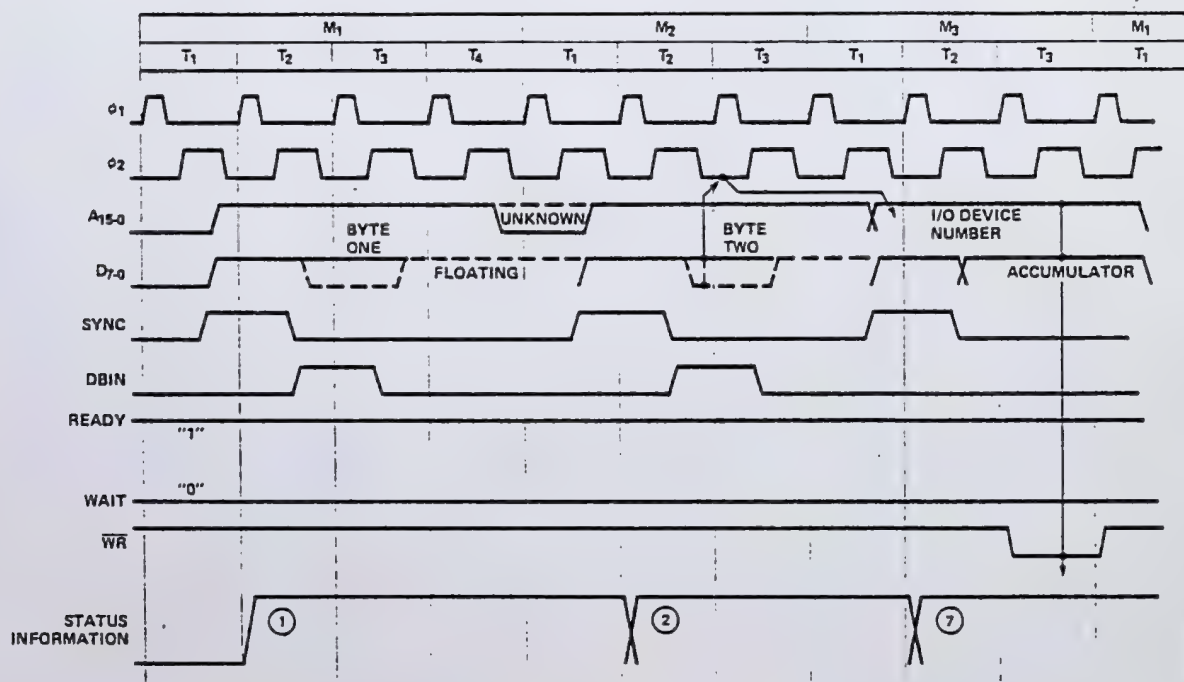 M₁ M₂ M₃ M₁
T₁ T₂ T₃ T₄ T₁ T₂ T₃ T₁ T₂ T₃ T₁
ϕ1
ϕ2
A15-0
UNKNOWN
I/O DEVICE
NUMBER
BYTE
ONE
BYTE
TWO
D7-0
FLOATING
ACCUMULATOR
SYNC
DBIN
READY
"1"
WAIT
"0"
WR
STATUS
INFORMATION
1
2
7